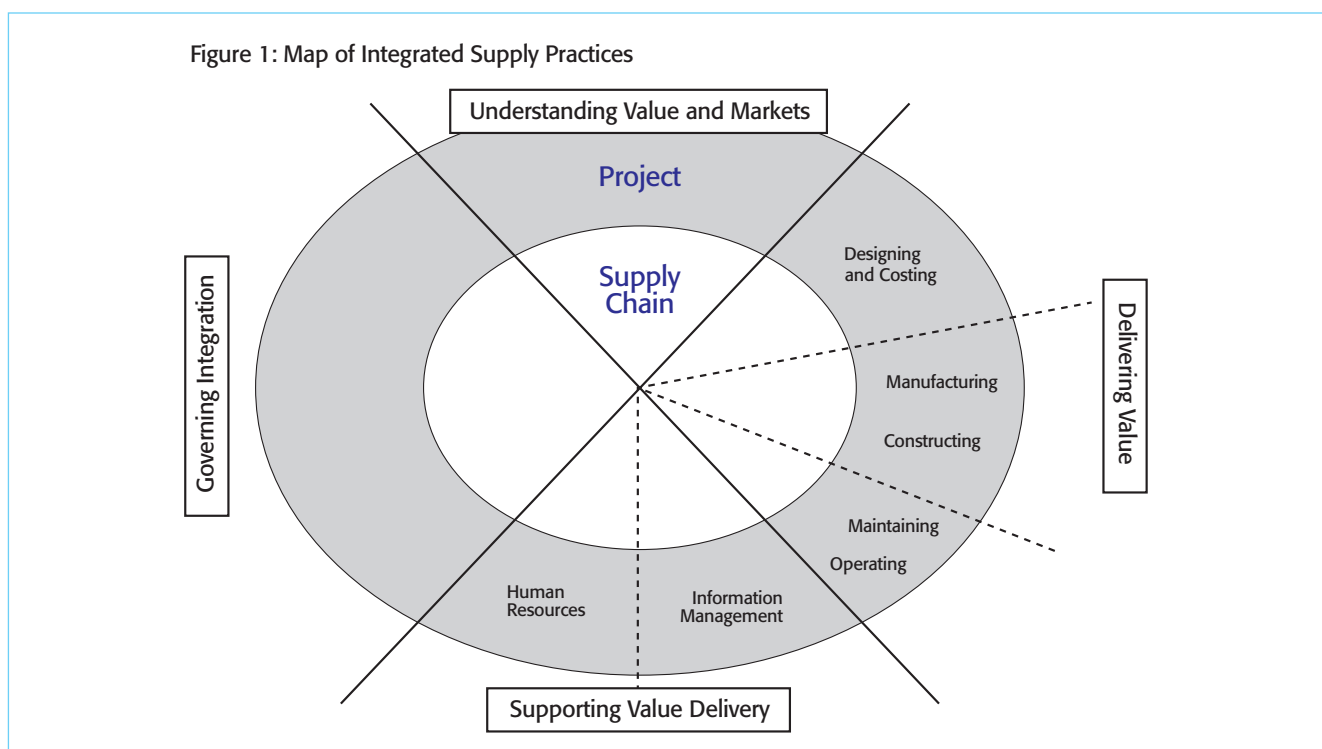 Figure 1: Map of Integrated Supply Practices
Understanding Value and Markets
Project
Supply
Chain
Designing
and Costing
Governing Integration
Delivering Value
Manufacturing
Constructing
Maintaining
Operating
Human
Resources
Information
Management
Supporting Value Delivery